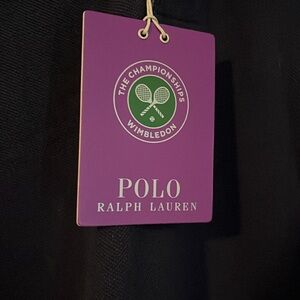 THE CHAMPIONSHIPS
WIMBLEDON
POLO
RALPH LAUREN